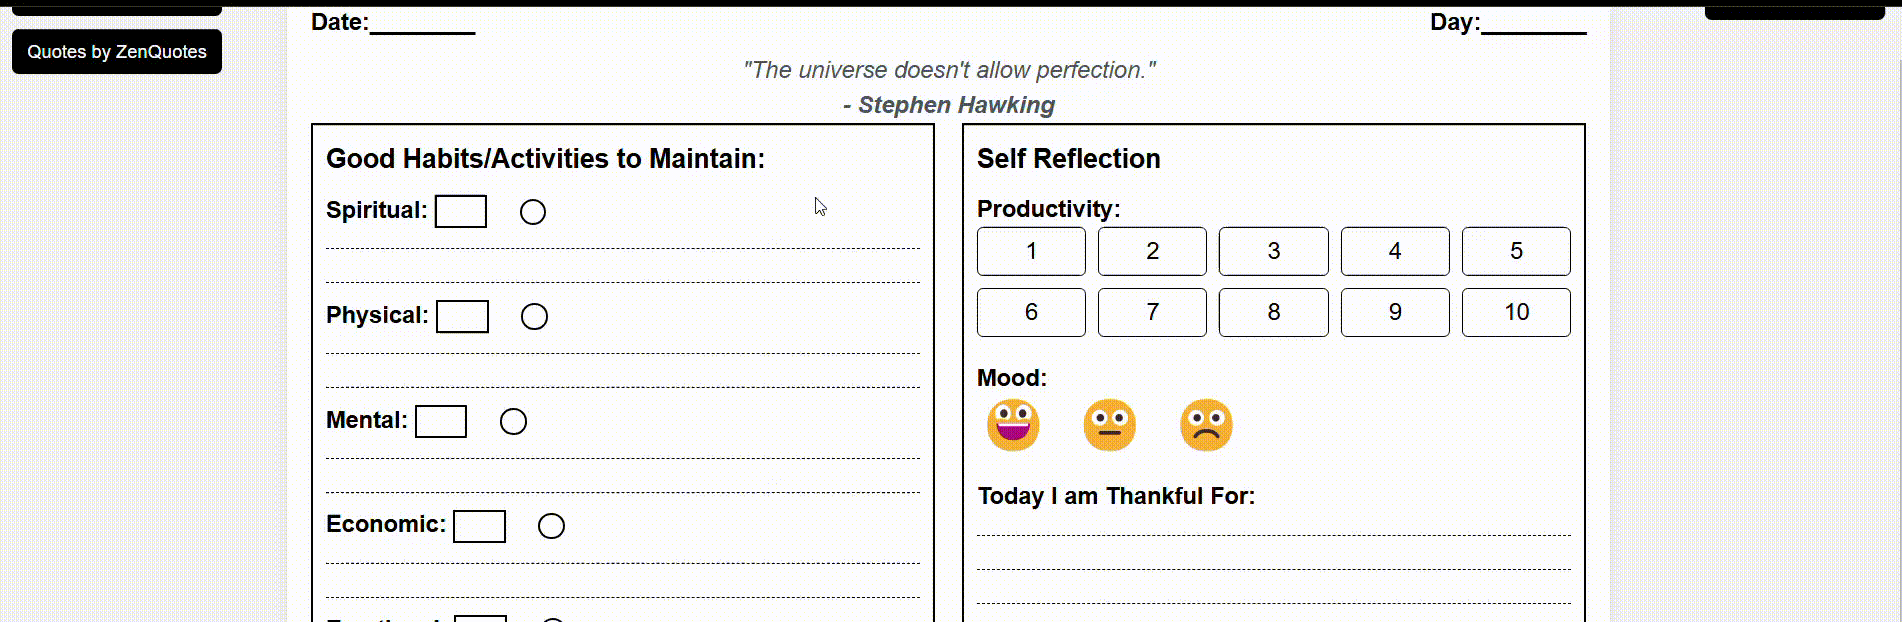 Date:________
Day:________
Quotes by ZenQuotes
"The universe doesn't allow perfection."
- Stephen Hawking
Good Habits/Activities to Maintain:
Spiritual:
Physical:
Mental:
Economic:
Self Reflection
Productivity:
1 2 3 4 5
6 7 8 9 10
Mood:
Today I am Thankful For: